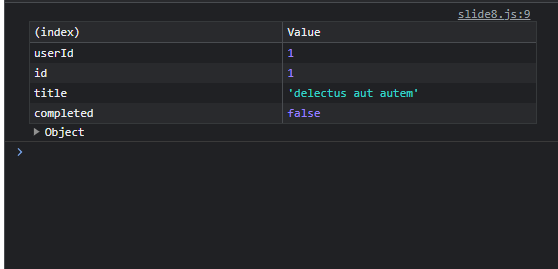 slide8.js:9
(index) Value
userId 1
id 1
title 'delectus aut autem'
completed false
▶ Object
>